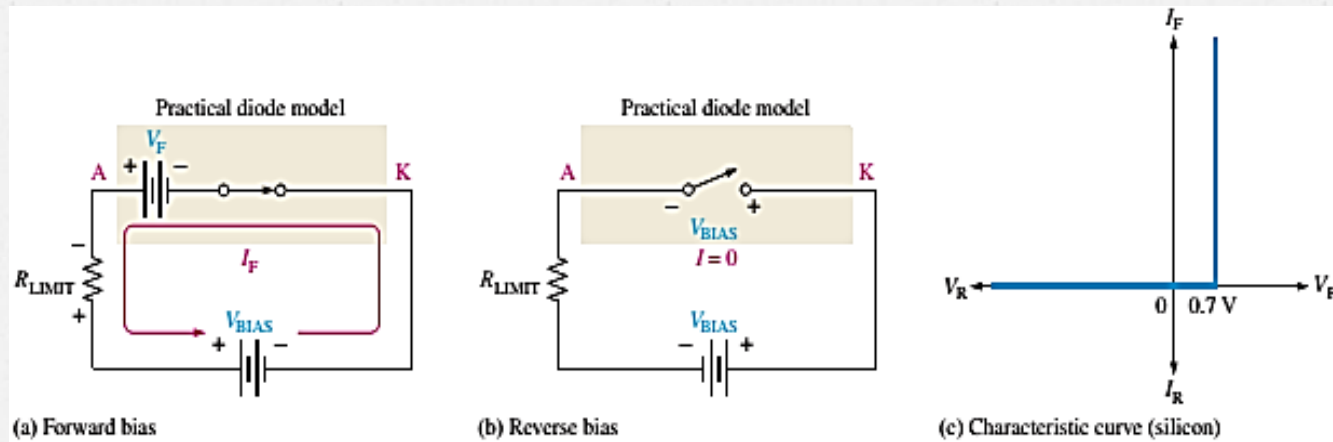 Practical diode model
V_F
+ −
A K
−
R_LIMIT
+
I_F
V_BIAS
+ −
(a) Forward bias
Practical diode model
A K
− +
V_BIAS
I = 0
R_LIMIT
V_BIAS
− +
(b) Reverse bias
I_F
V_R
0 0.7 V
V_F
I_R
(c) Characteristic curve (silicon)